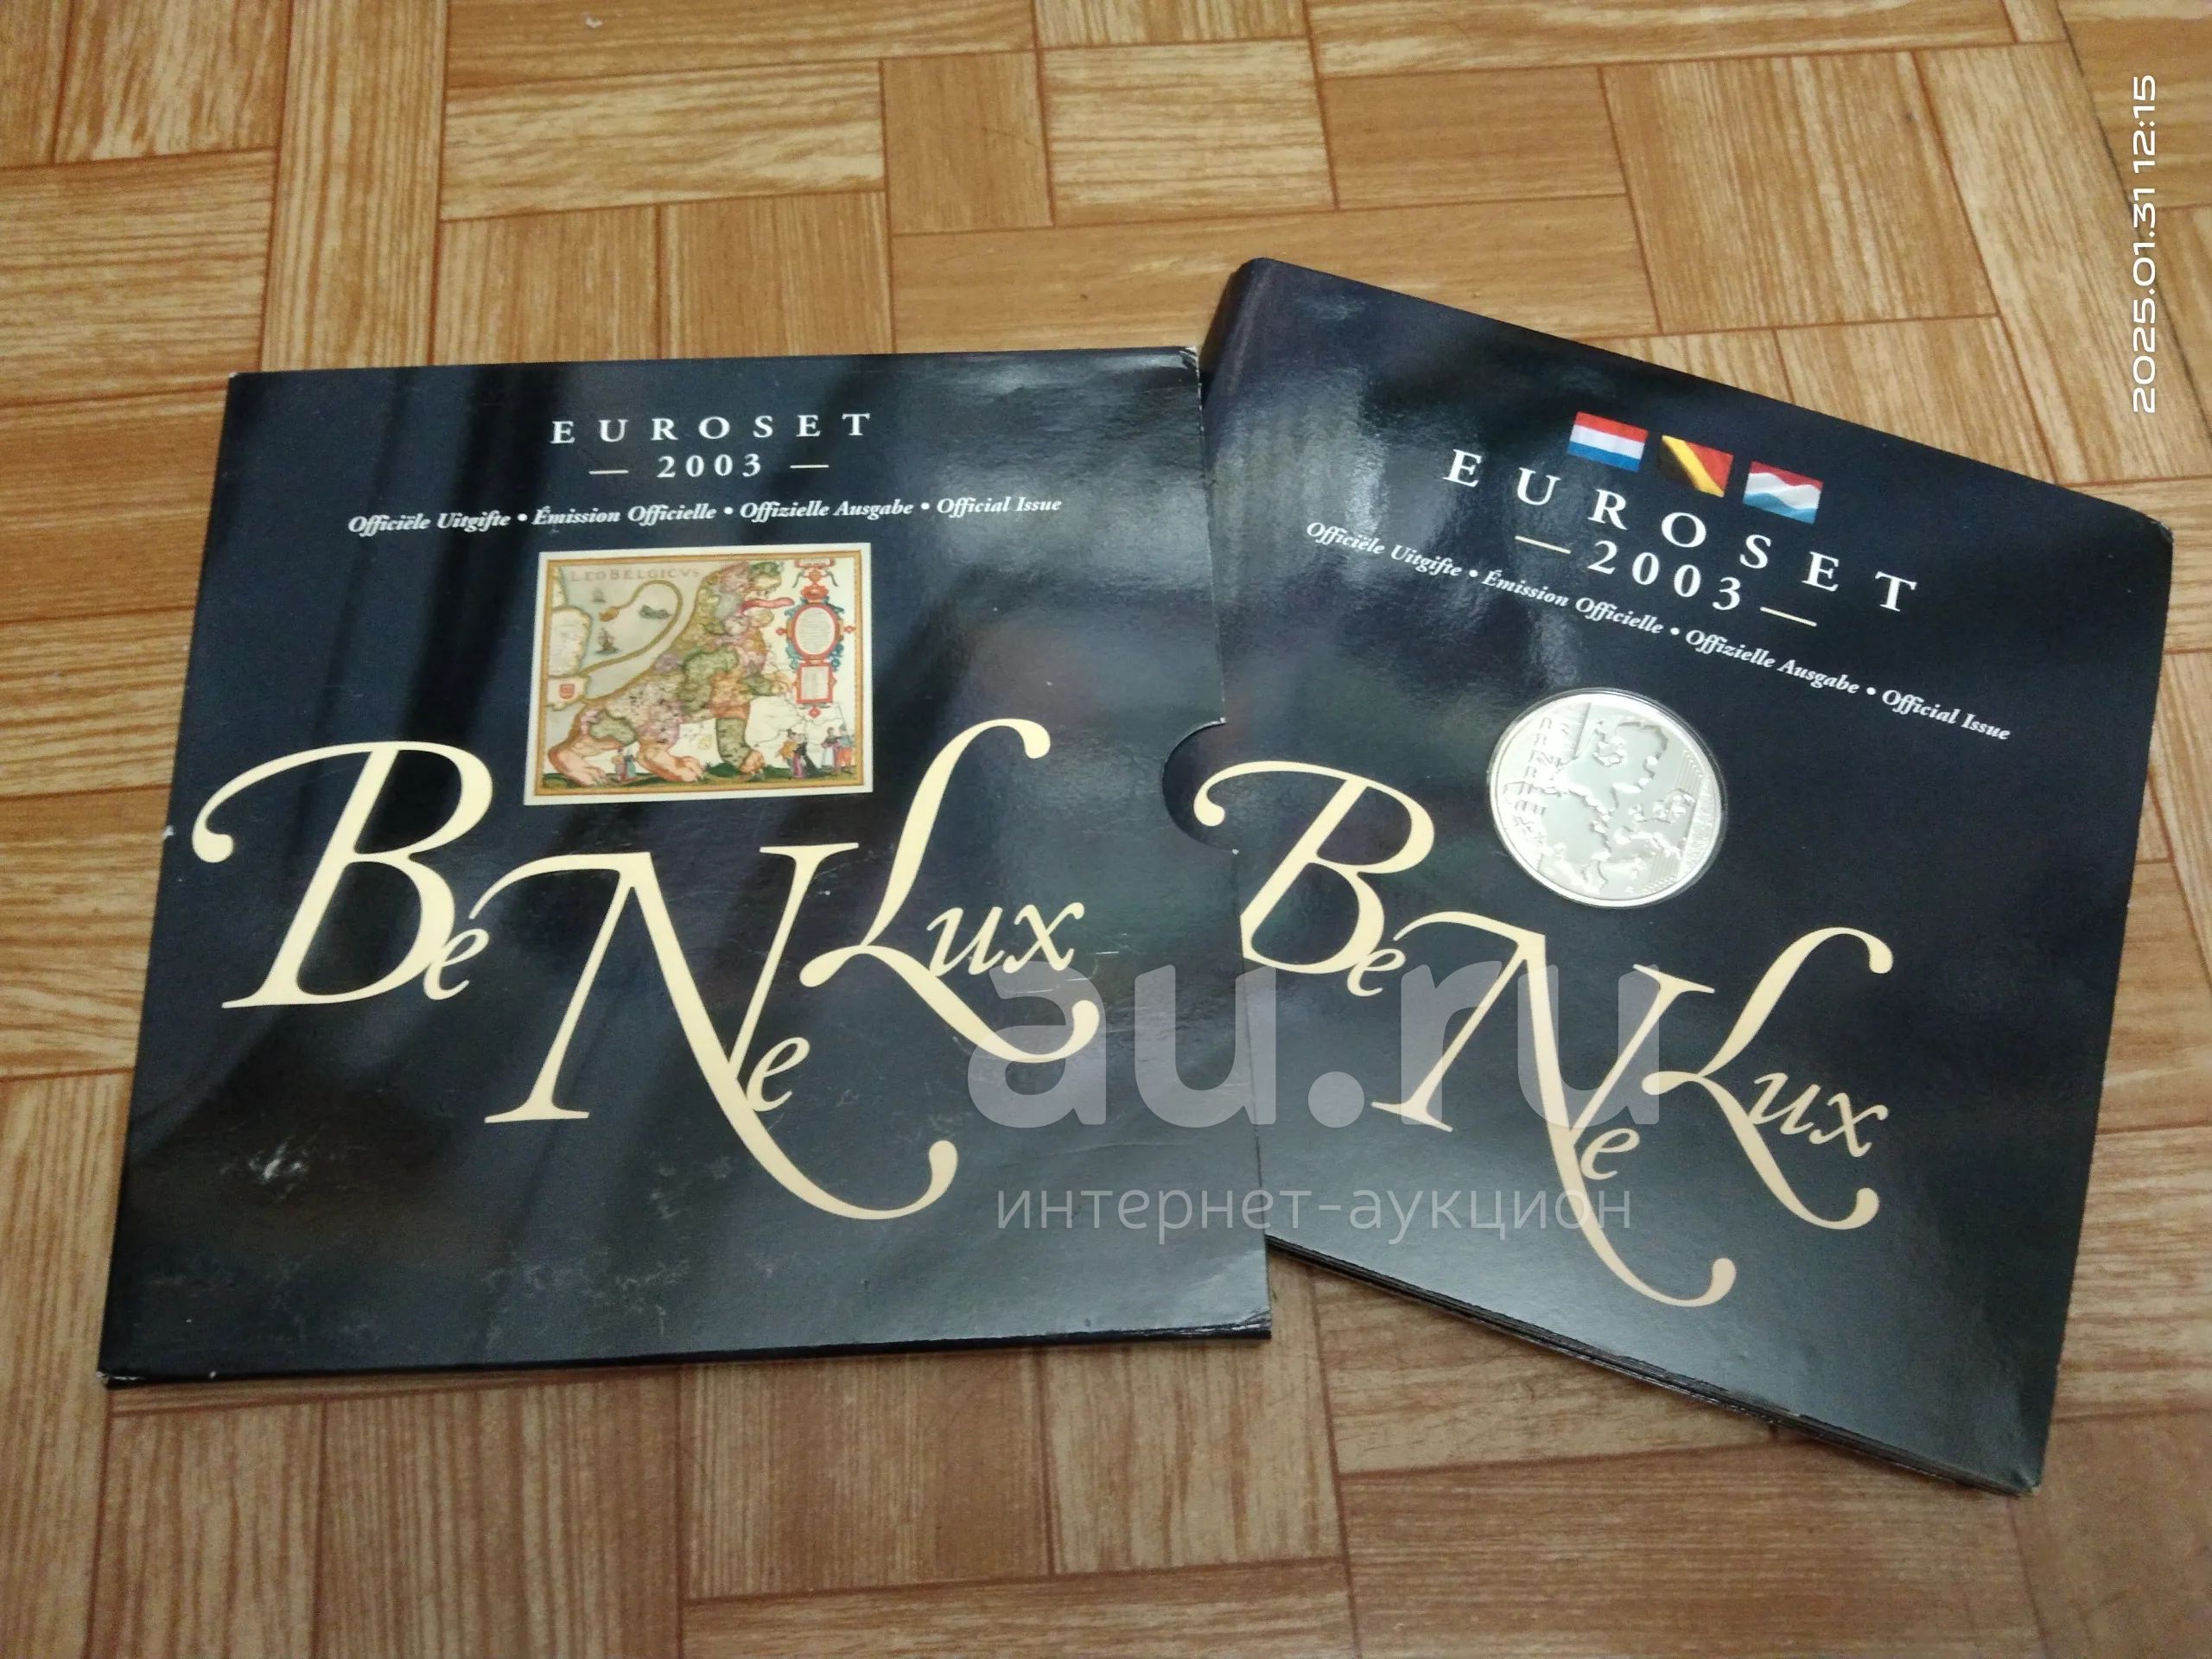 2025.01.31 12:15
EUROSET
— 2003 —
Officiële Uitgifte • Émission Officielle • Offizielle Ausgabe • Official Issue
LEO BELGICVS
BeNeLux
EUROSET
— 2003 —
Officiële Uitgifte • Émission Officielle • Offizielle Ausgabe • Official Issue
BeNeLux
au.ru
интернет-аукцион